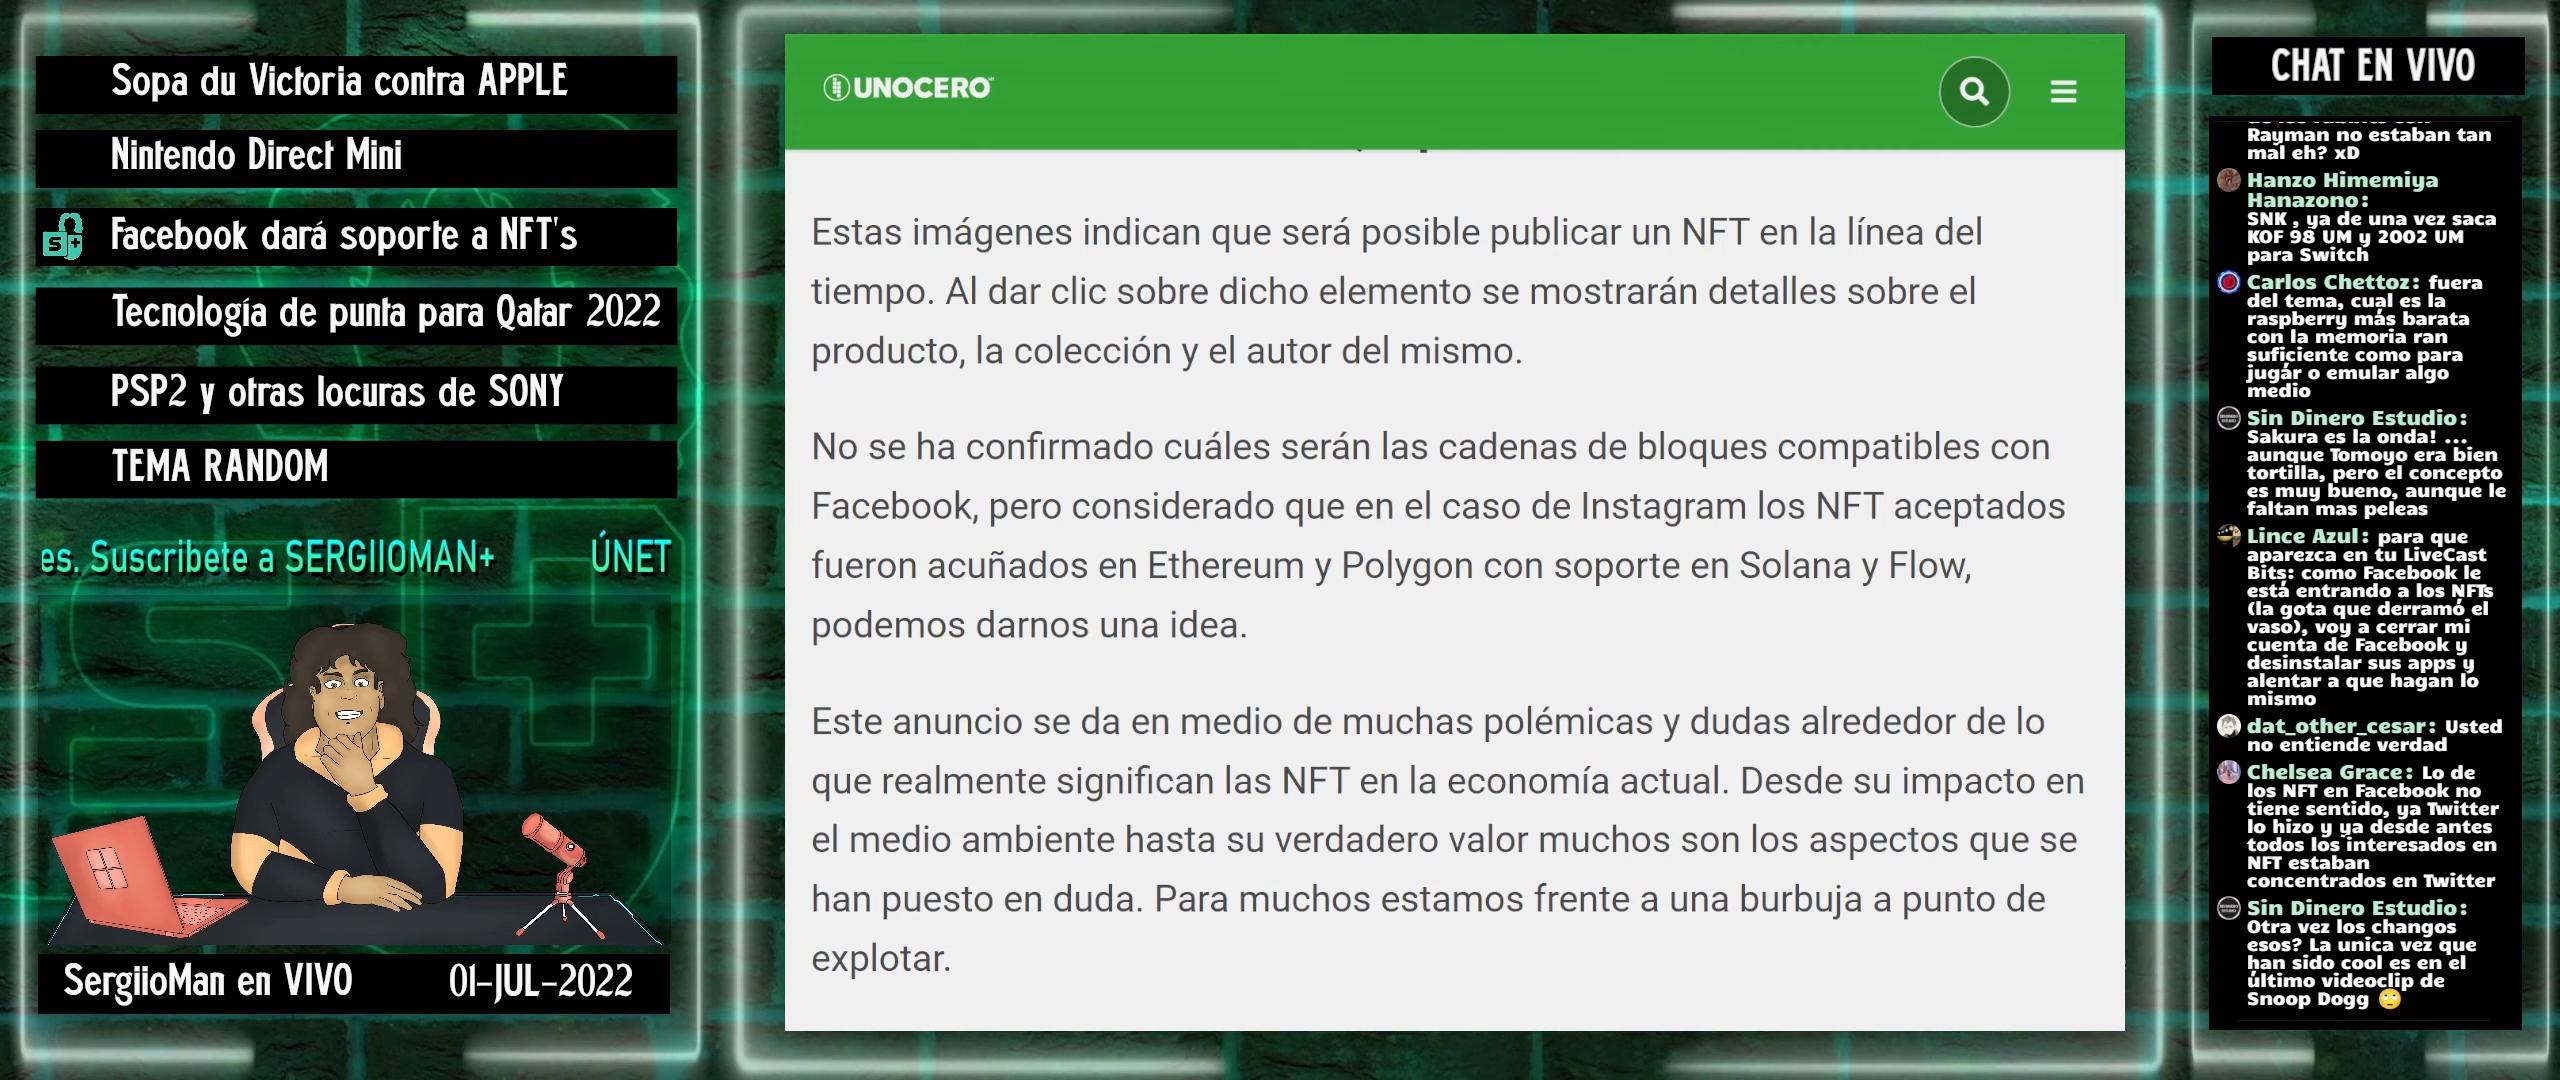 Sopa du Victoria contra APPLE
Nintendo Direct Mini
S+
Facebook dará soporte a NFT's
Tecnología de punta para Qatar 2022
PSP2 y otras locuras de SONY
TEMA RANDOM
es. Suscribete a SERGIIOMAN+ ÚNET
SergiioMan en VIVO 01-JUL-2022
UNOCERO
Estas imágenes indican que será posible publicar un NFT en la línea del
tiempo. Al dar clic sobre dicho elemento se mostrarán detalles sobre el
producto, la colección y el autor del mismo.
No se ha confirmado cuáles serán las cadenas de bloques compatibles con
Facebook, pero considerado que en el caso de Instagram los NFT aceptados
fueron acuñados en Ethereum y Polygon con soporte en Solana y Flow,
podemos darnos una idea.
Este anuncio se da en medio de muchas polémicas y dudas alrededor de lo
que realmente significan las NFT en la economía actual. Desde su impacto en
el medio ambiente hasta su verdadero valor muchos son los aspectos que se
han puesto en duda. Para muchos estamos frente a una burbuja a punto de
explotar.
CHAT EN VIVO
Rayman no estaban tan
mal eh? xD
Hanzo Himemiya
Hanazono:
SNK , ya de una vez saca
KOF 98 UM y 2002 UM
para Switch
Carlos Chettoz: fuera
del tema, cual es la
raspberry más barata
con la memoria ran
suficiente como para
jugár o emular algo
medio
Sin Dinero Estudio:
Sakura es la onda! ...
aunque Tomoyo era bien
tortilla, pero el concepto
es muy bueno, aunque le
faltan mas peleas
Lince Azul: para que
aparezca en tu LiveCast
Bits: como Facebook le
está entrando a los NFTs
(la gota que derramó el
vaso), voy a cerrar mi
cuenta de Facebook y
desinstalar sus apps y
alentar a que hagan lo
mismo
dat_other_cesar: Usted
no entiende verdad
Chelsea Grace: Lo de
los NFT en Facebook no
tiene sentido, ya Twitter
lo hizo y ya desde antes
todos los interesados en
NFT estaban
concentrados en Twitter
Sin Dinero Estudio:
Otra vez los changos
esos? La unica vez que
han sido cool es en el
último videoclip de
Snoop Dogg 🙄